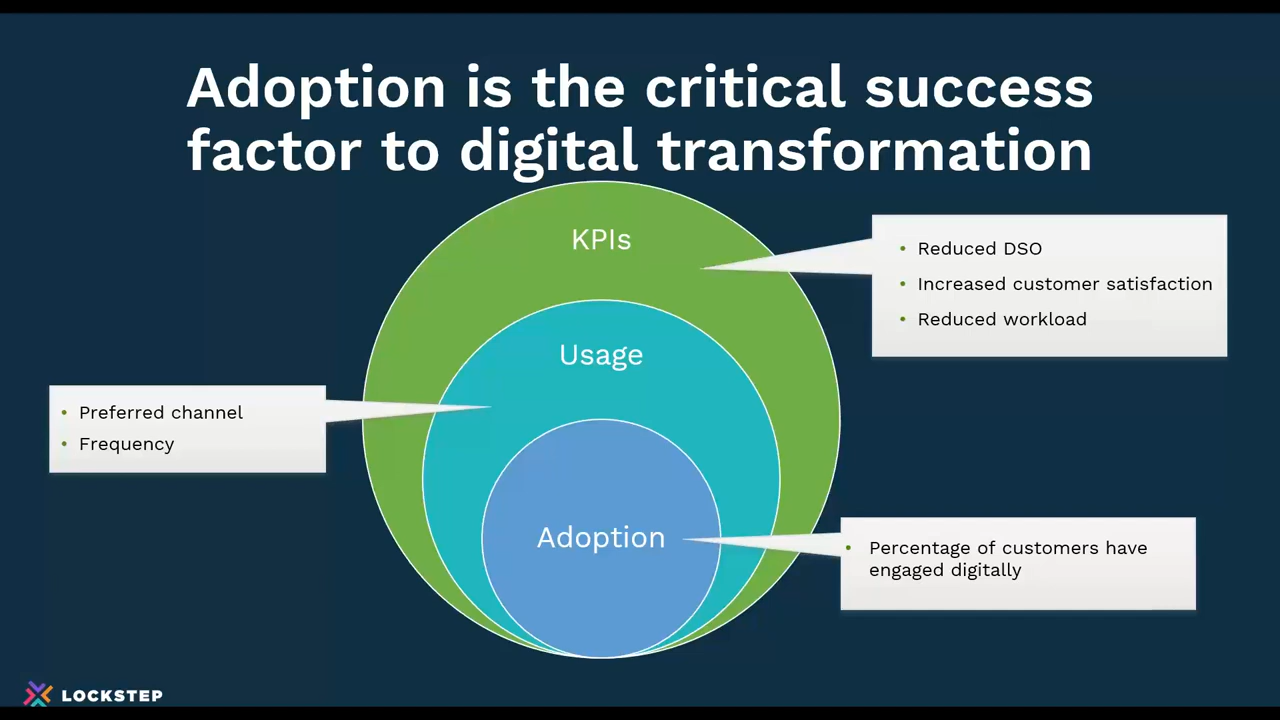 Adoption is the critical success
factor to digital transformation
KPIs
• Reduced DSO
• Increased customer satisfaction
• Reduced workload
Usage
• Preferred channel
• Frequency
Adoption
• Percentage of customers have
engaged digitally
LOCKSTEP